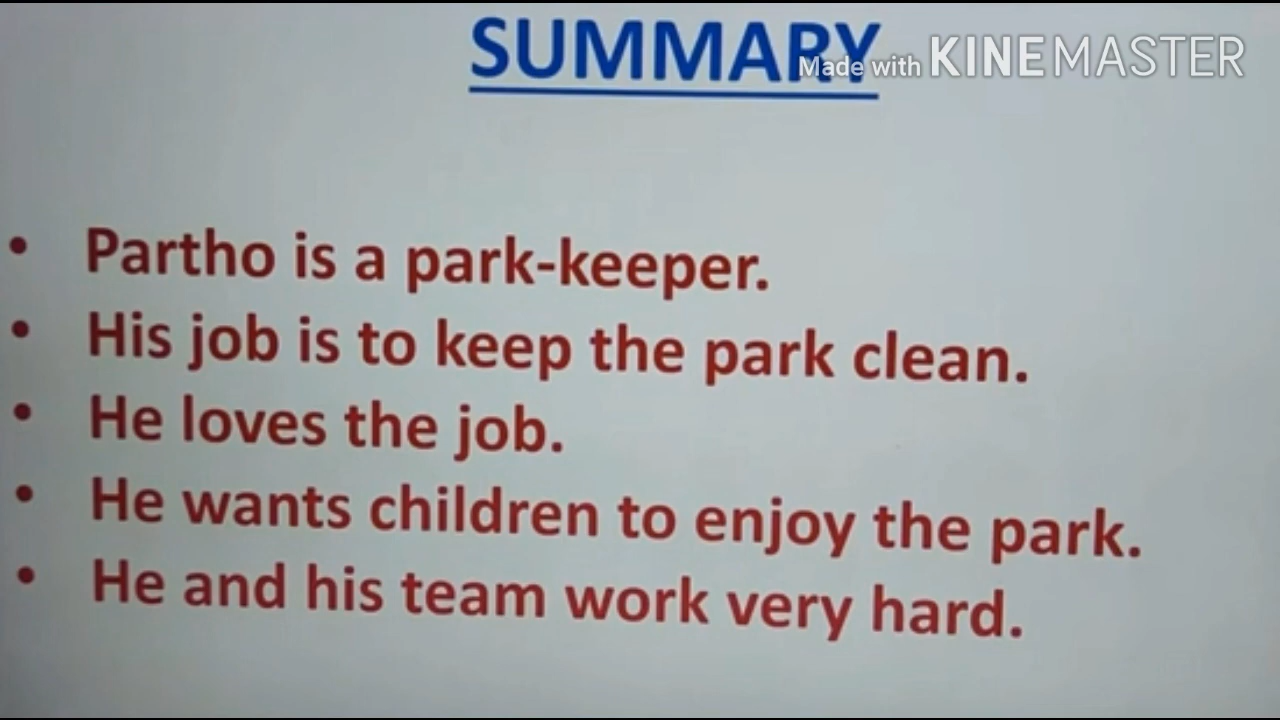 SUMMARY
Made with KINEMASTER
• Partho is a park-keeper.
• His job is to keep the park clean.
• He loves the job.
• He wants children to enjoy the park.
• He and his team work very hard.